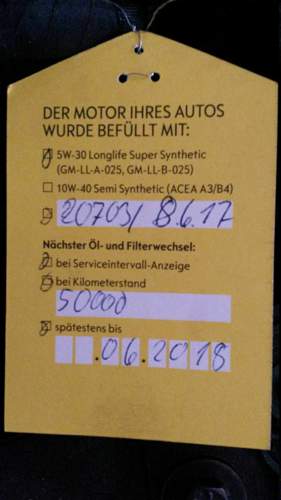 DER MOTOR IHRES AUTOS
WURDE BEFÜLLT MIT:
5W-30 Longlife Super Synthetic
(GM-LL-A-025, GM-LL-B-025)
10W-40 Semi Synthetic (ACEA A3/B4)
20703/ 8.6.17
Nächster Öl- und Filterwechsel:
bei Serviceintervall-Anzeige
bei Kilometerstand
50000
spätestens bis
.06.2018